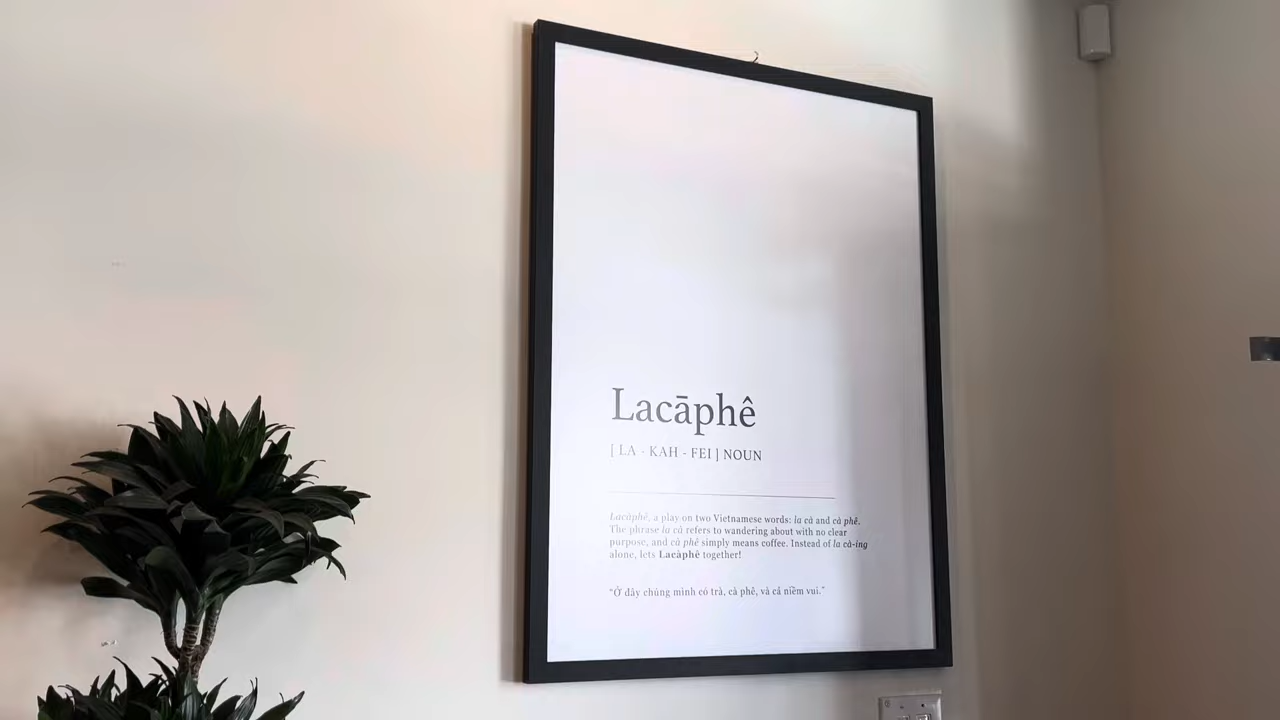 Lacāphê
[ LA - KAH - FEI ] NOUN
Lacāphê, a play on two Vietnamese words: la cà and cà phê.
The phrase la cà refers to wandering about with no clear
purpose, and cà phê simply means coffee. Instead of la cà-ing
alone, lets Lacāphê together!
“Ở đây chúng mình có trà, cà phê, và cả niềm vui.”